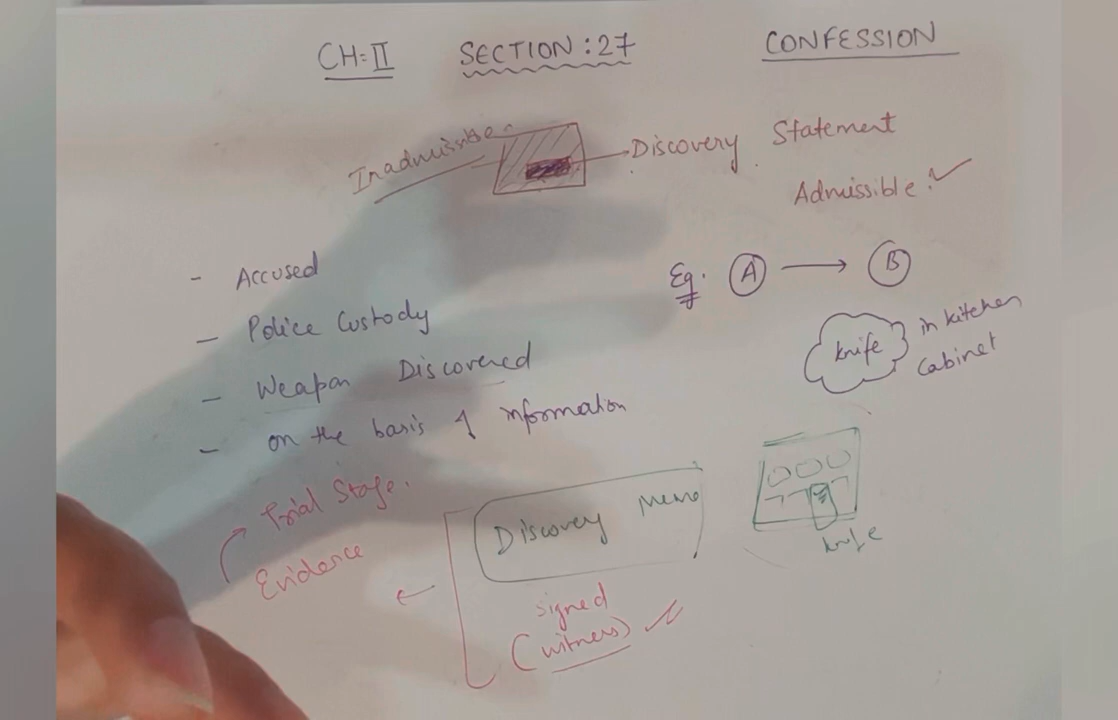 CH=II SECTION:27 CONFESSION
Inadmissible
Discovery Statement
Admissible.
- Accused
- Police Custody
- Weapon Discovered
- on the basis of information
Eg. A → B
knife in kitchen
cabinet
Trial Stage.
Evidence
Discovery Memo
signed
(witness)
knife